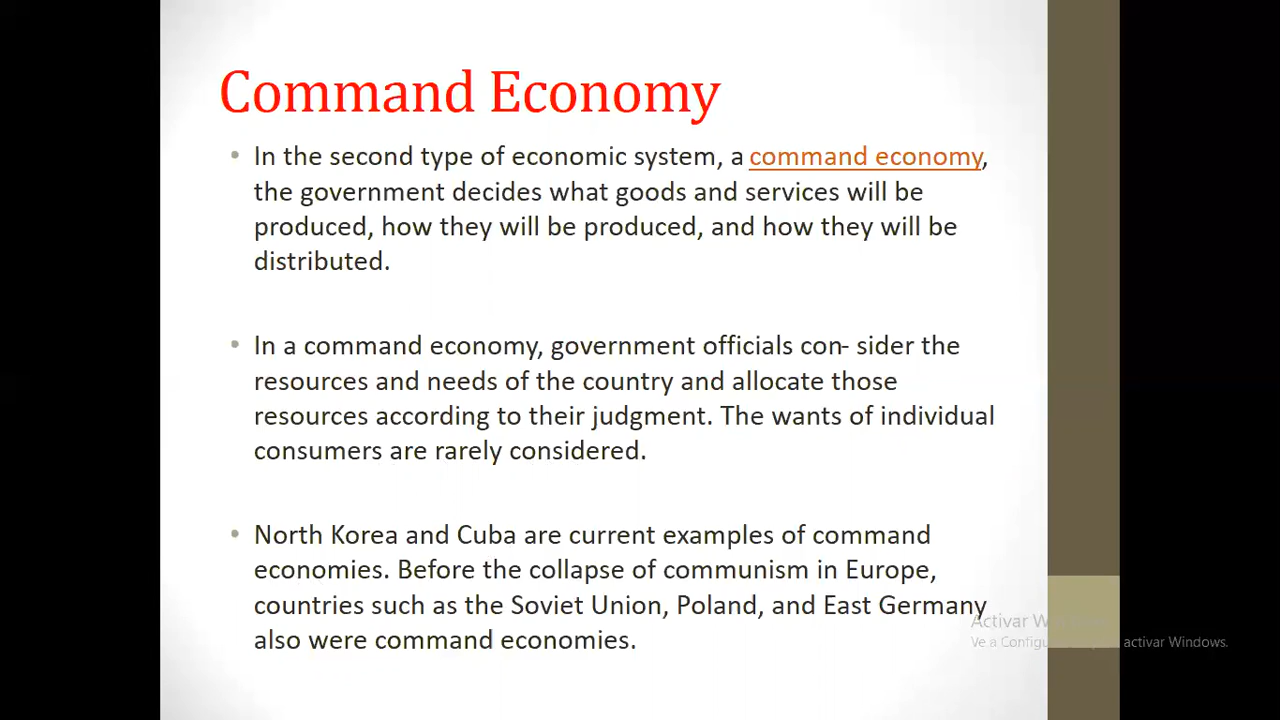 Command Economy
• In the second type of economic system, a command economy,
the government decides what goods and services will be
produced, how they will be produced, and how they will be
distributed.
• In a command economy, government officials con- sider the
resources and needs of the country and allocate those
resources according to their judgment. The wants of individual
consumers are rarely considered.
• North Korea and Cuba are current examples of command
economies. Before the collapse of communism in Europe,
countries such as the Soviet Union, Poland, and East Germany
also were command economies.
Activar
Ve a activar Windows.